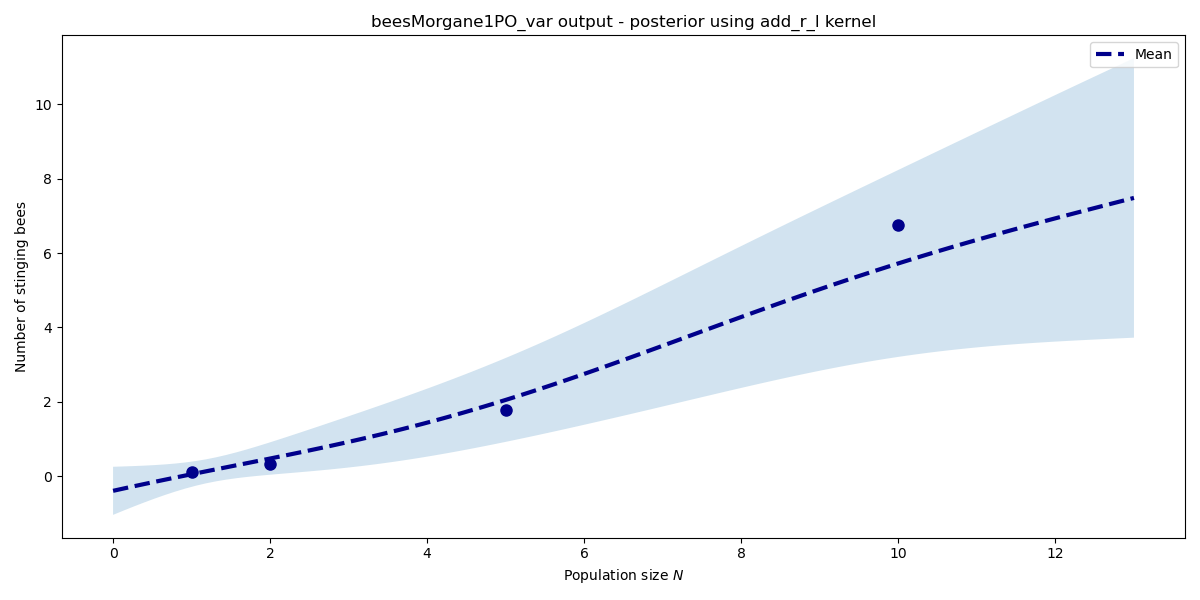 beesMorgane1PO_var output - posterior using add_r_l kernel
Mean
Number of stinging bees
10
8
6
4
2
0
0 2 4 6 8 10 12
Population size N